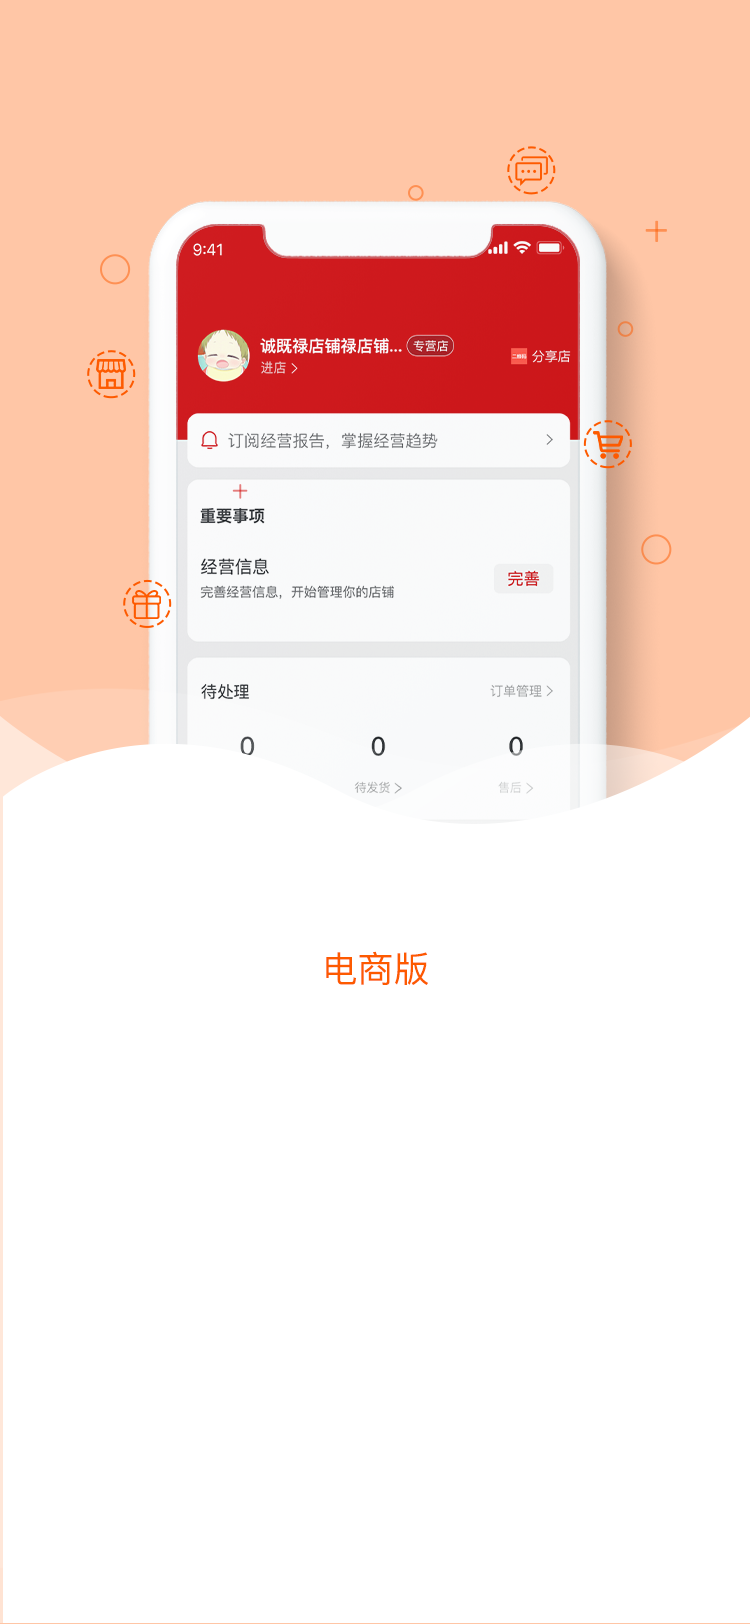 9:41
诚既禄店铺禄店铺... 专营店
进店
分享店
订阅经营报告，掌握经营趋势
重要事项
经营信息
完善经营信息，开始管理你的店铺
完善
待处理
订单管理
0 0 0
待发货 售后
电商版